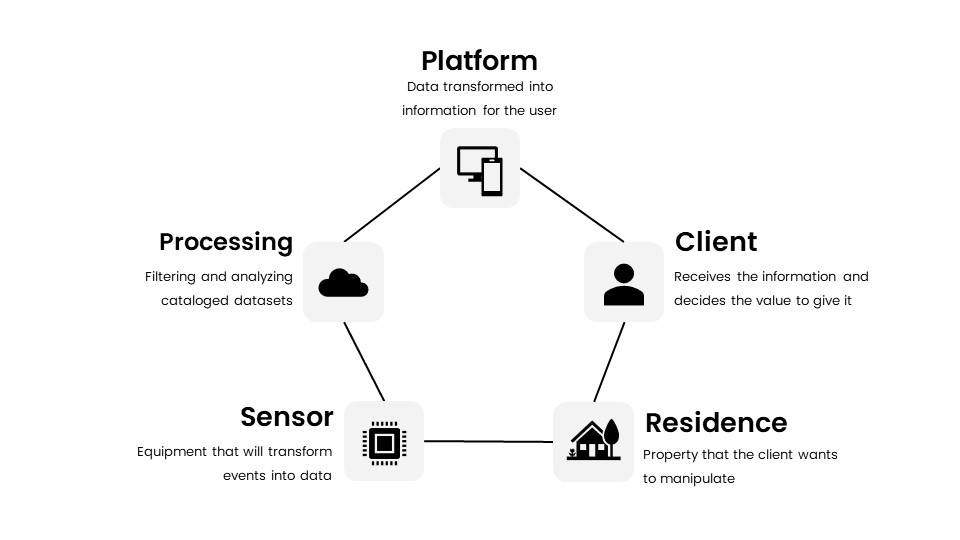 Platform
Data transformed into
information for the user
Processing
Filtering and analyzing
cataloged datasets
Client
Receives the information and
decides the value to give it
Sensor
Equipment that will transform
events into data
Residence
Property that the client wants
to manipulate